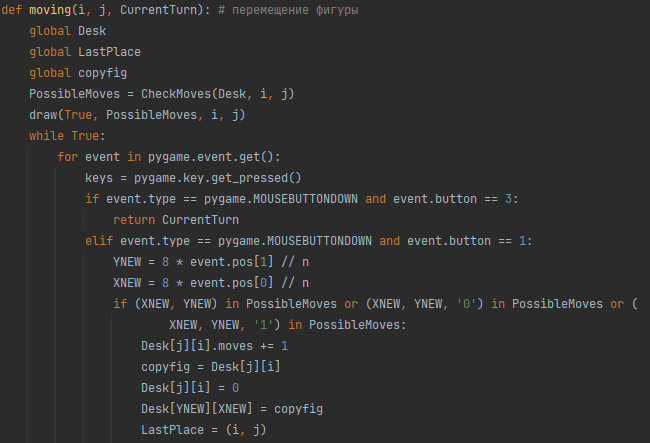 def moving(i, j, CurrentTurn): # перемещение фигуры
    global Desk
    global LastPlace
    global copyfig
    PossibleMoves = CheckMoves(Desk, i, j)
    draw(True, PossibleMoves, i, j)
    while True:
        for event in pygame.event.get():
            keys = pygame.key.get_pressed()
            if event.type == pygame.MOUSEBUTTONDOWN and event.button == 3:
                return CurrentTurn
            elif event.type == pygame.MOUSEBUTTONDOWN and event.button == 1:
                YNEW = 8 * event.pos[1] // n
                XNEW = 8 * event.pos[0] // n
                if (XNEW, YNEW) in PossibleMoves or (XNEW, YNEW, '0') in PossibleMoves or (
                        XNEW, YNEW, '1') in PossibleMoves:
                    Desk[j][i].moves += 1
                    copyfig = Desk[j][i]
                    Desk[j][i] = 0
                    Desk[YNEW][XNEW] = copyfig
                    LastPlace = (i, j)